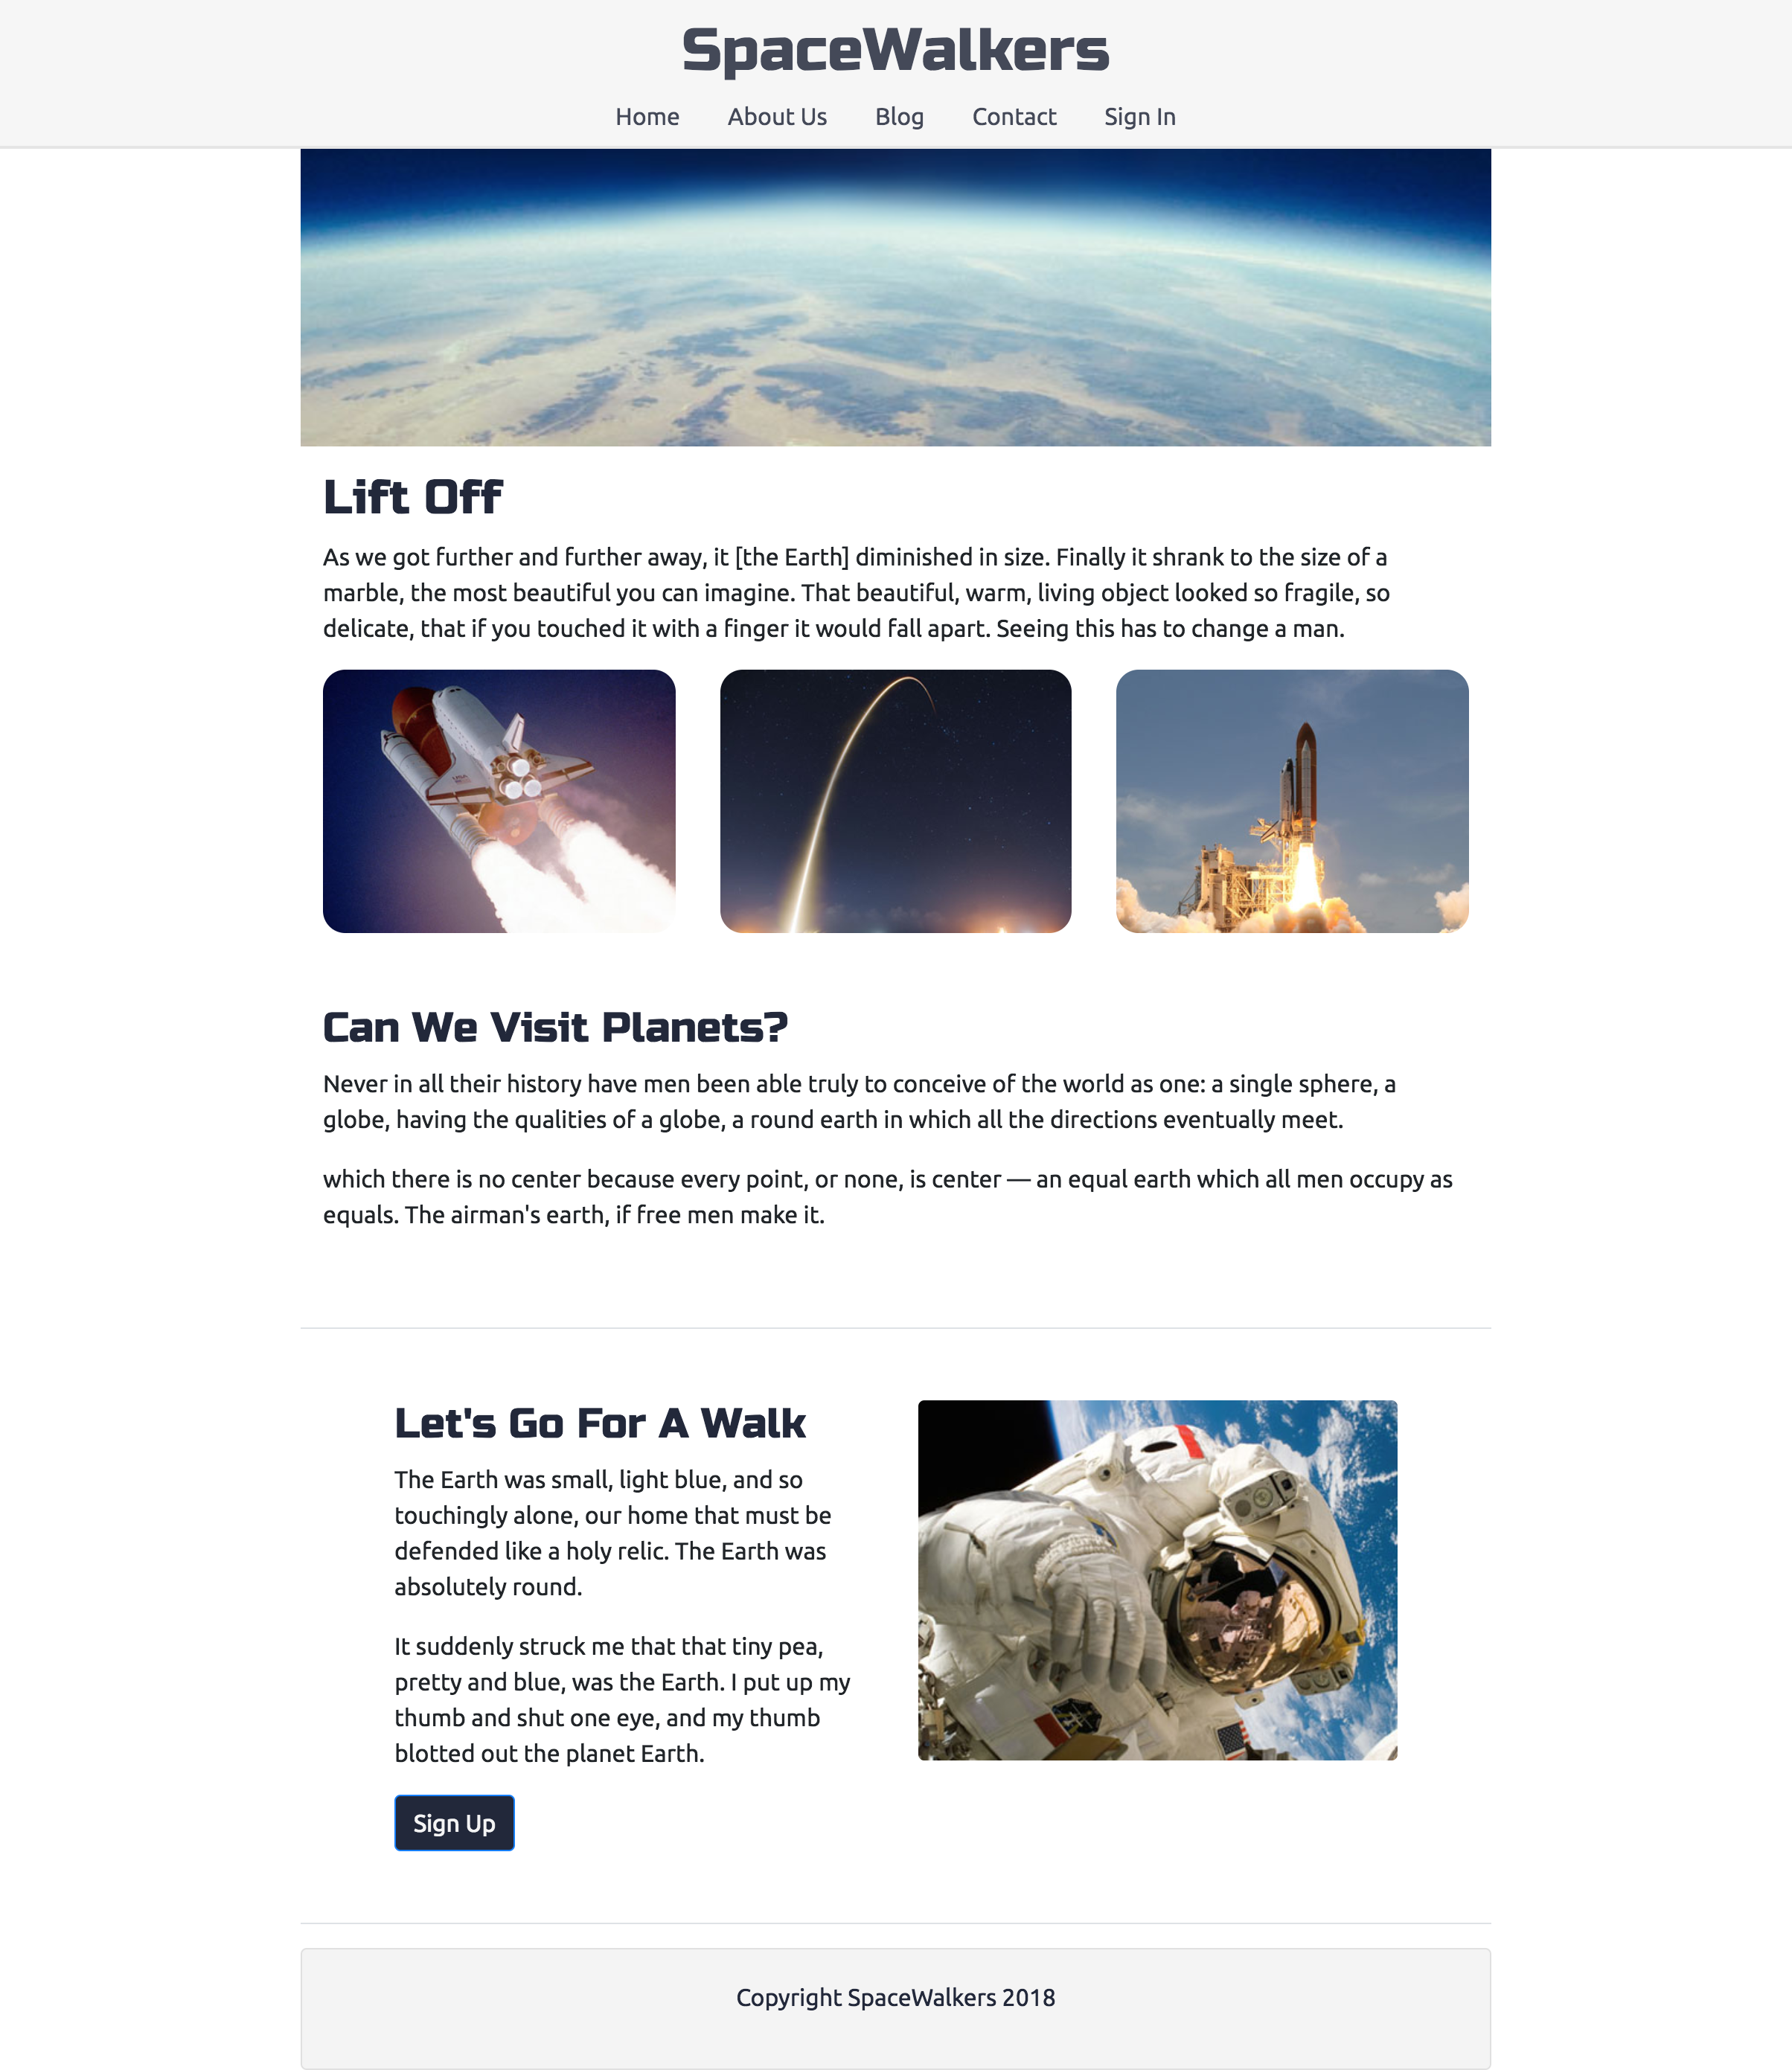 SpaceWalkers
Home About Us Blog Contact Sign In
Lift Off
As we got further and further away, it [the Earth] diminished in size. Finally it shrank to the size of a
marble, the most beautiful you can imagine. That beautiful, warm, living object looked so fragile, so
delicate, that if you touched it with a finger it would fall apart. Seeing this has to change a man.
Can We Visit Planets?
Never in all their history have men been able truly to conceive of the world as one: a single sphere, a
globe, having the qualities of a globe, a round earth in which all the directions eventually meet.
which there is no center because every point, or none, is center — an equal earth which all men occupy as
equals. The airman's earth, if free men make it.
Let's Go For A Walk
The Earth was small, light blue, and so
touchingly alone, our home that must be
defended like a holy relic. The Earth was
absolutely round.
It suddenly struck me that that tiny pea,
pretty and blue, was the Earth. I put up my
thumb and shut one eye, and my thumb
blotted out the planet Earth.
Sign Up
Copyright SpaceWalkers 2018